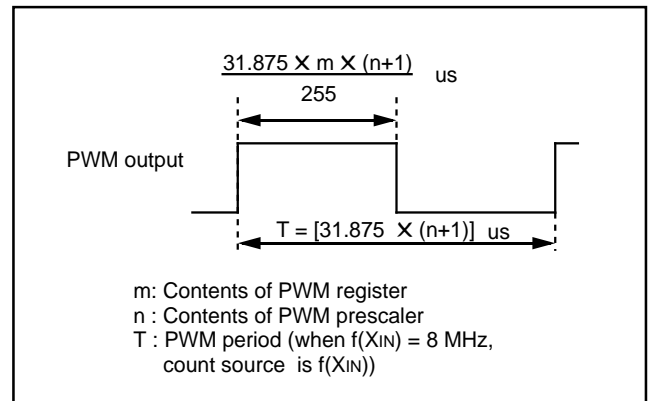 31.875 X m X (n+1)
255
us
PWM output
T = [31.875 X (n+1)] us
m: Contents of PWM register
n : Contents of PWM prescaler
T : PWM period (when f(XIN) = 8 MHz,
count source is f(XIN))